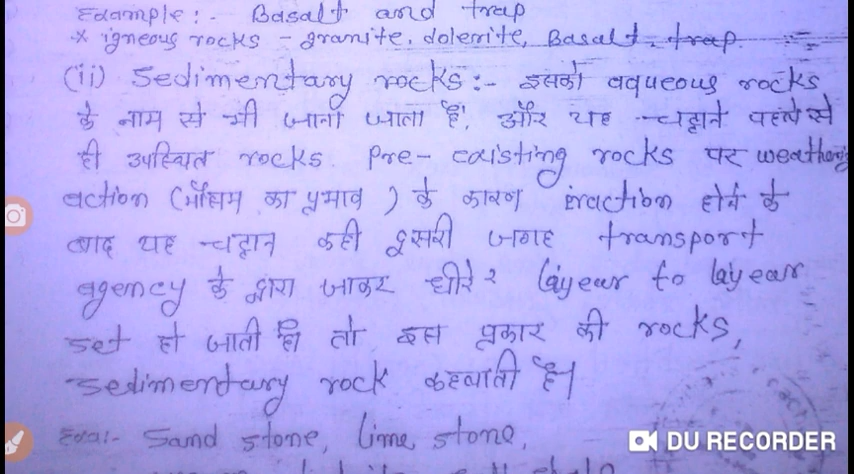 Example:- Basalt and trap
* igneous rocks - granite, dolerite, Basalt, trap
(ii) Sedimentary rocks:- इसको aqueous rocks
के नाम से भी जाना जाता है, और यह चट्टाने पहले से
ही उपस्थित rocks Pre-existing rocks पर weathering
action (मौसम का प्रभाव) के कारण होने के
बाद यह चट्टान कही दूसरी जगह transport
agency के द्वारा जाकर धीरे २ layear to layear
set हो जाती है तो इस प्रकार की rocks,
sedimentary rock कहलाती है।
Exa:- Sand stone, lime stone,
DU RECORDER